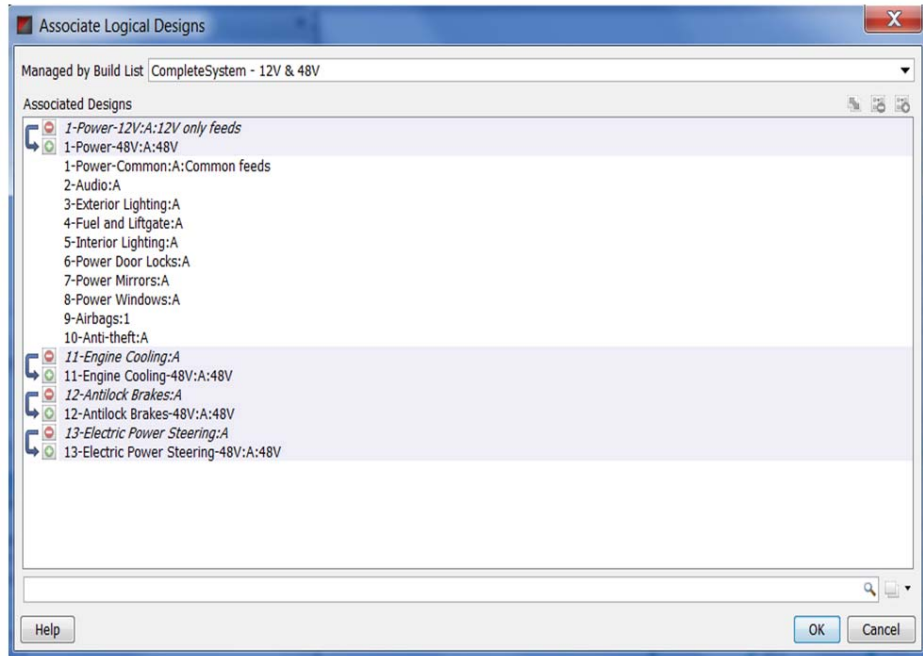 Associate Logical Designs
Managed by Build List CompleteSystem - 12V & 48V
Associated Designs
1-Power-12V:A:12V only feeds
1-Power-48V:A:48V
1-Power-Common:A:Common feeds
2-Audio:A
3-Exterior Lighting:A
4-Fuel and Liftgate:A
5-Interior Lighting:A
6-Power Door Locks:A
7-Power Mirrors:A
8-Power Windows:A
9-Airbags:1
10-Anti-theft:A
11-Engine Cooling:A
11-Engine Cooling-48V:A:48V
12-Antilock Brakes:A
12-Antilock Brakes-48V:A:48V
13-Electric Power Steering:A
13-Electric Power Steering-48V:A:48V
Help OK Cancel